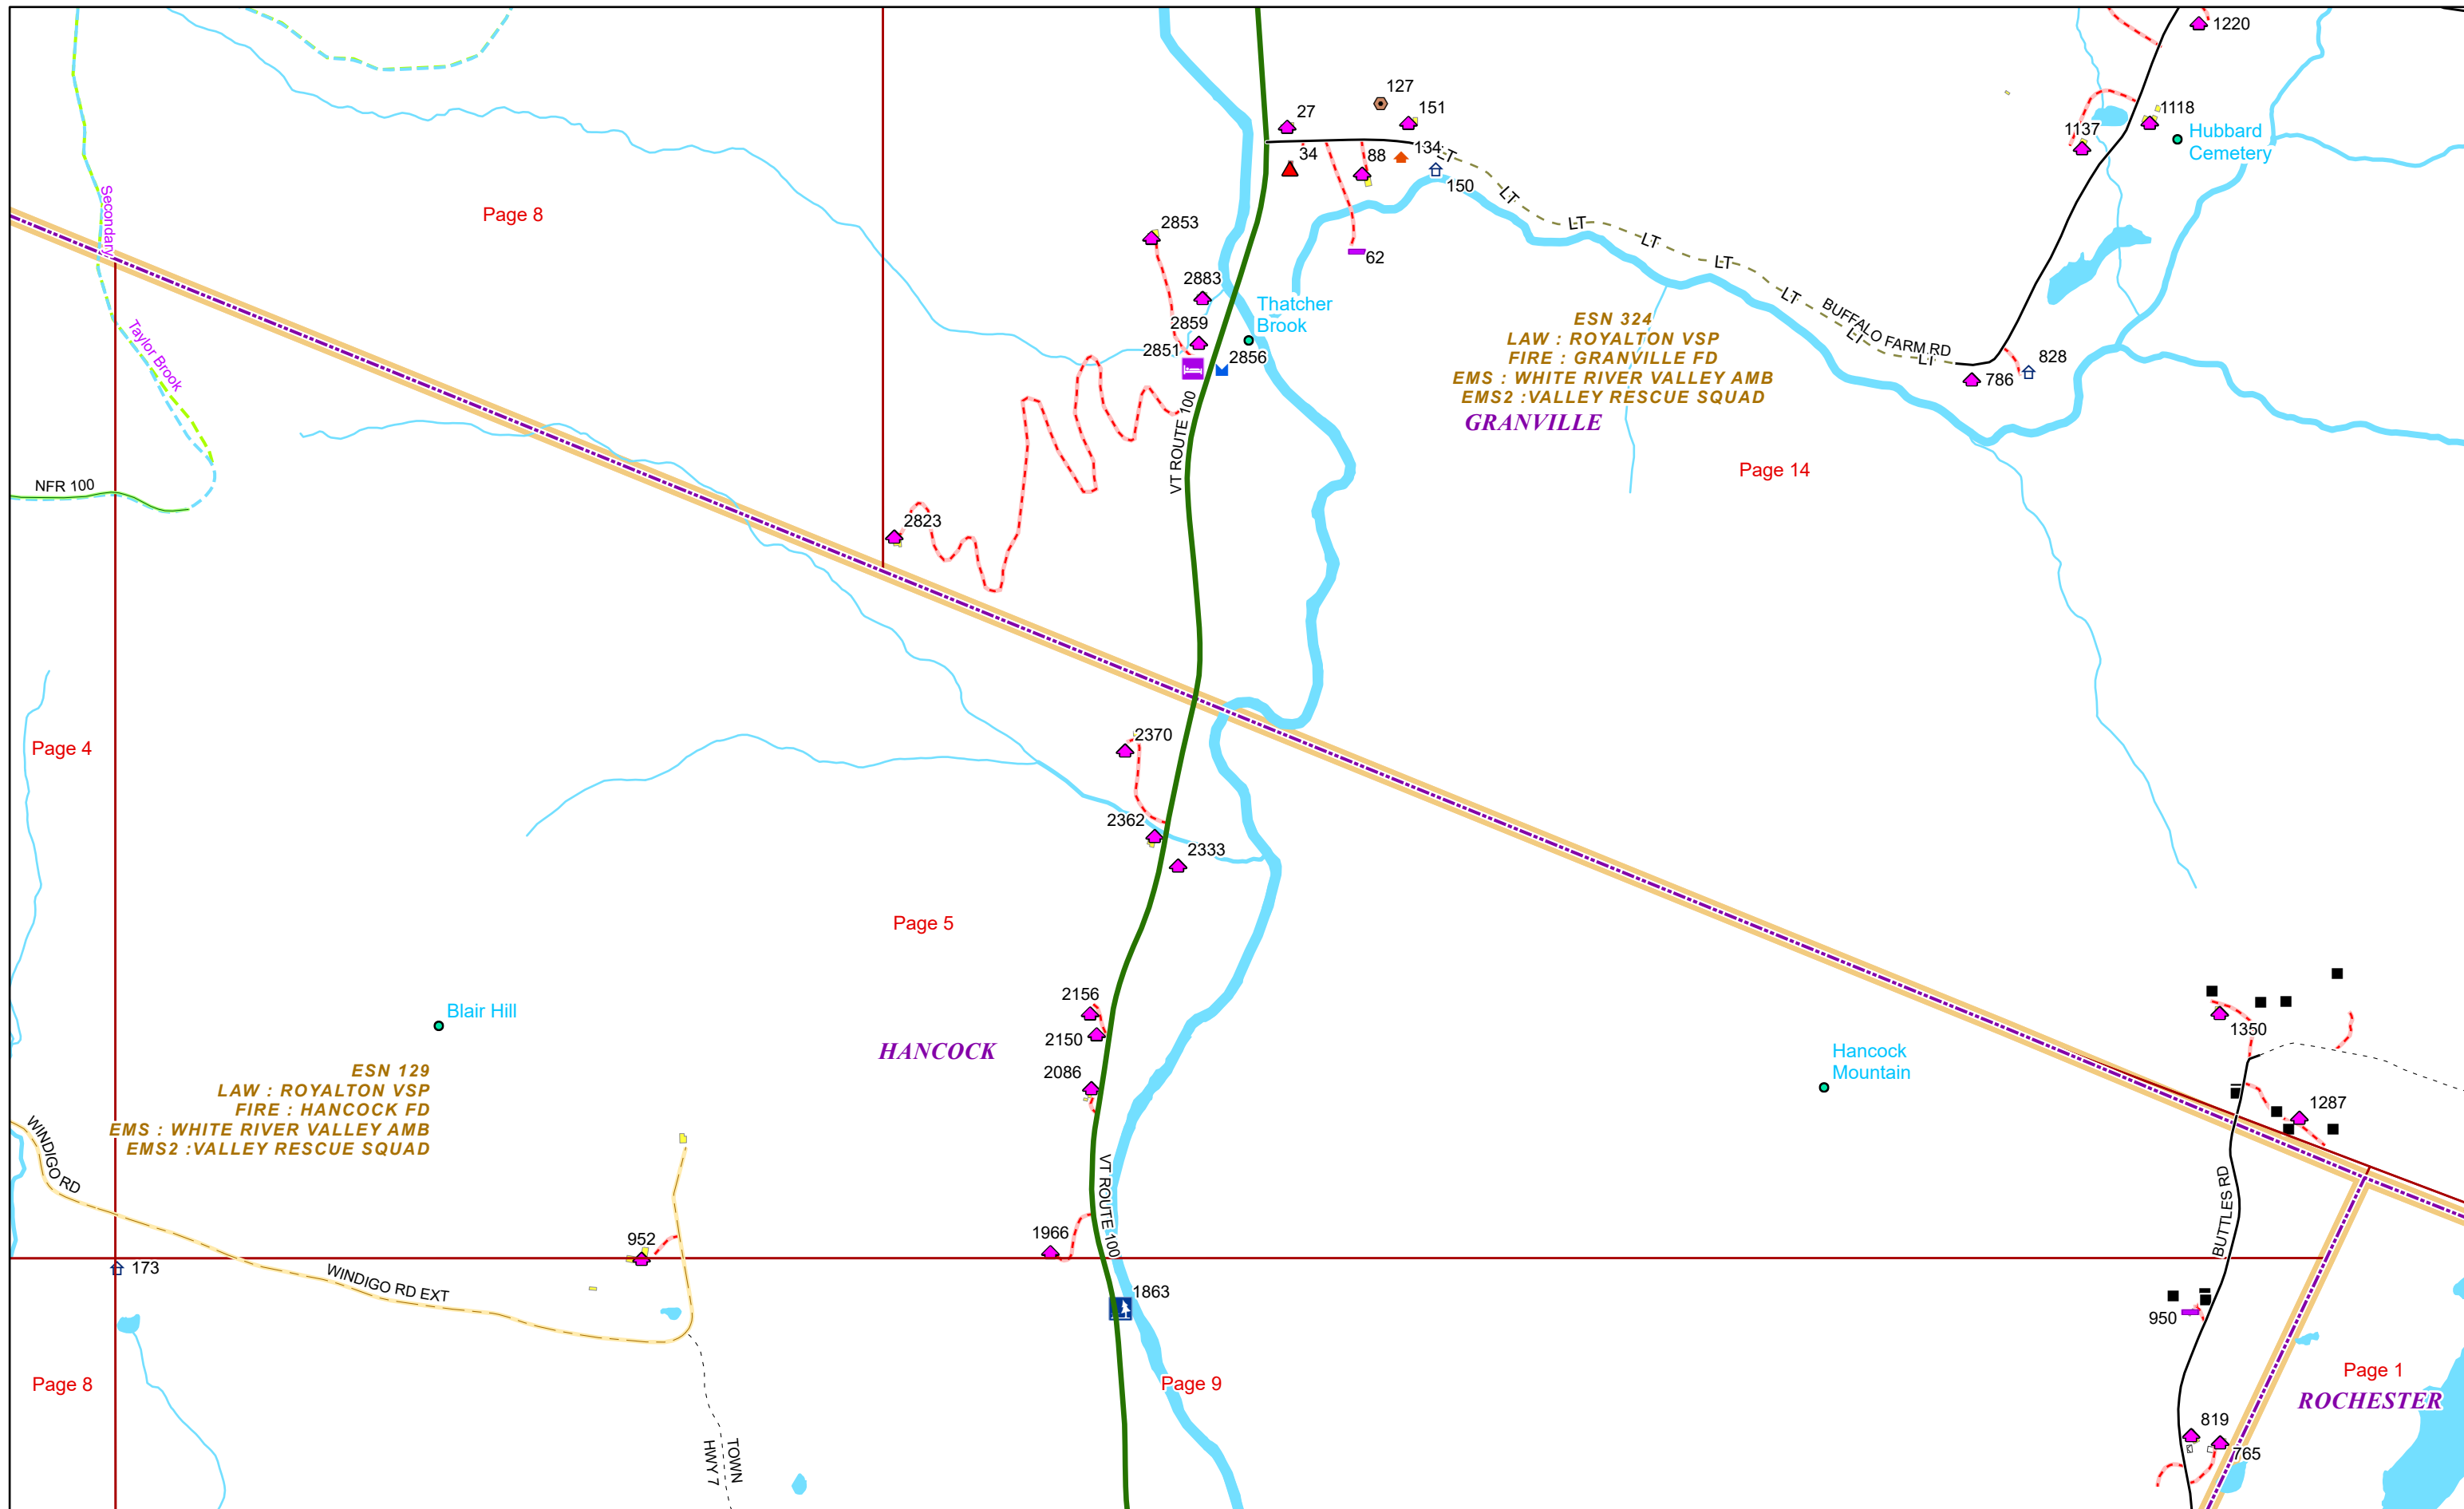 1220
127
27
151
1118
1137
Hubbard
Cemetery
34
88
134
LT
150
Secondary
Page 8
2853
LT
LT
LT
62
LT
2883
LT
Thatcher
Brook
BUFFALO FARM RD
2859
ESN 324
LAW : ROYALTON VSP
FIRE : GRANVILLE FD
EMS : WHITE RIVER VALLEY AMB
EMS2 :VALLEY RESCUE SQUAD
LT
2851
2856
LT
828
786
Taylor Brook
GRANVILLE
VT ROUTE 100
Page 14
NFR 100
2823
2370
Page 4
2362
2333
Page 5
2156
Blair Hill
1350
2150
HANCOCK
Hancock
Mountain
2086
ESN 129
LAW : ROYALTON VSP
FIRE : HANCOCK FD
EMS : WHITE RIVER VALLEY AMB
EMS2 :VALLEY RESCUE SQUAD
1287
WINDIGO RD
VT ROUTE 100
BUTTLES RD
952
1966
173
WINDIGO RD EXT
1863
950
Page 8
Page 9
Page 1
ROCHESTER
819
765
TOWN
HWY 7